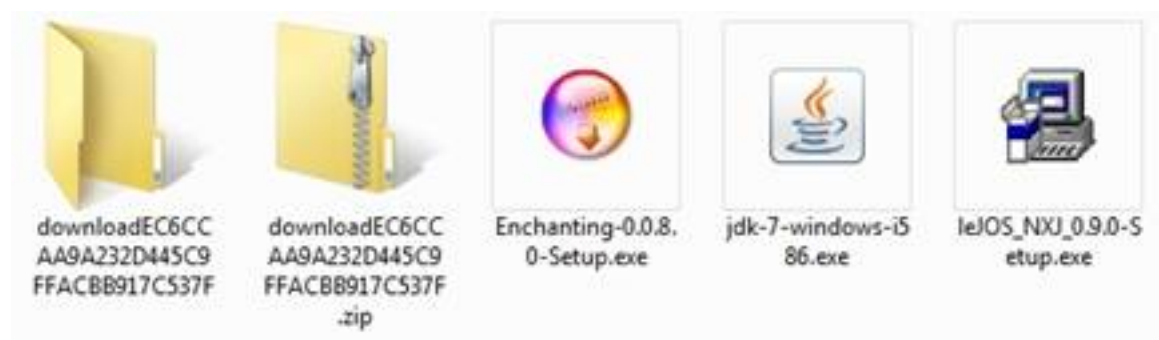 downloadEC6CC
AA9A232D445C9
FFACBB917C537F
downloadEC6CC
AA9A232D445C9
FFACBB917C537F
.zip
Enchanting-0.0.8.
0-Setup.exe
jdk-7-windows-i5
86.exe
leJOS_NXJ_0.9.0-S
etup.exe